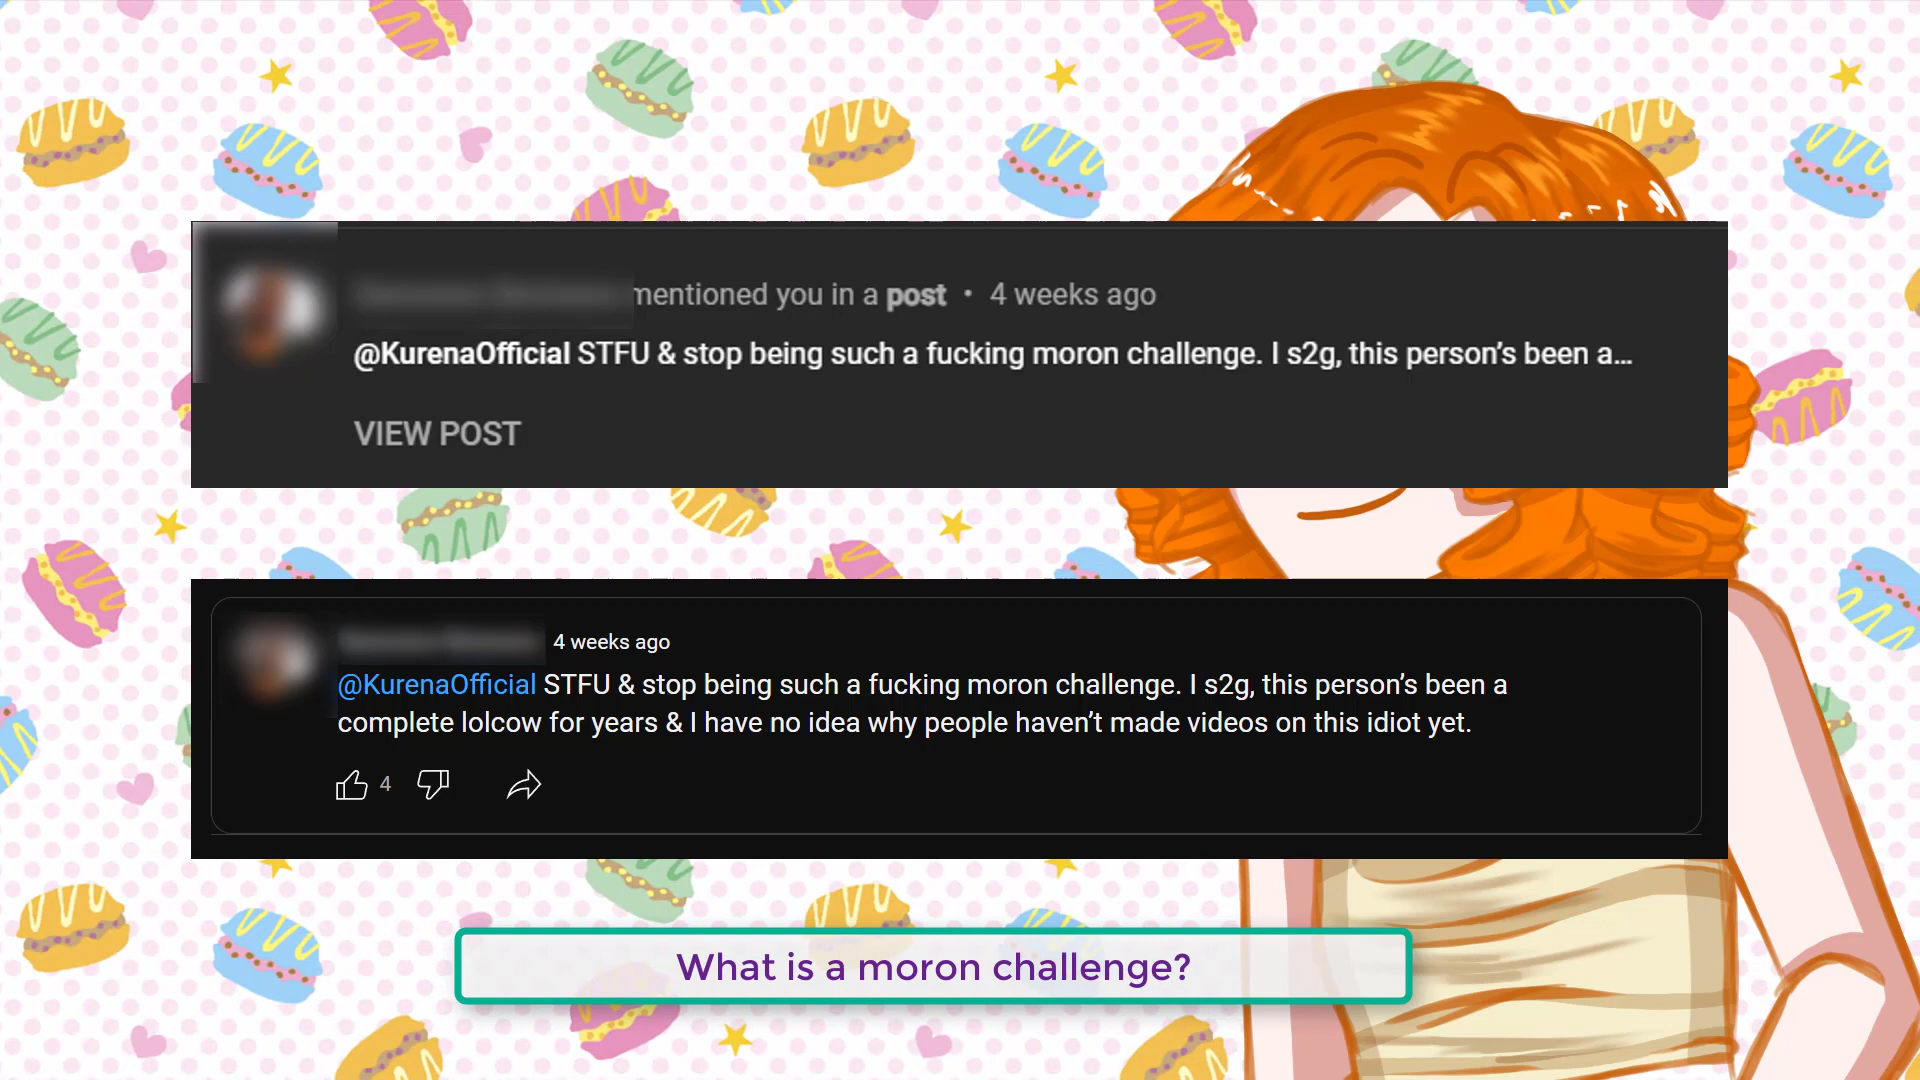 mentioned you in a post • 4 weeks ago
@KurenaOfficial STFU & stop being such a fucking moron challenge. I s2g, this person’s been a...
VIEW POST
4 weeks ago
@KurenaOfficial STFU & stop being such a fucking moron challenge. I s2g, this person’s been a
complete lolcow for years & I have no idea why people haven’t made videos on this idiot yet.
4
What is a moron challenge?